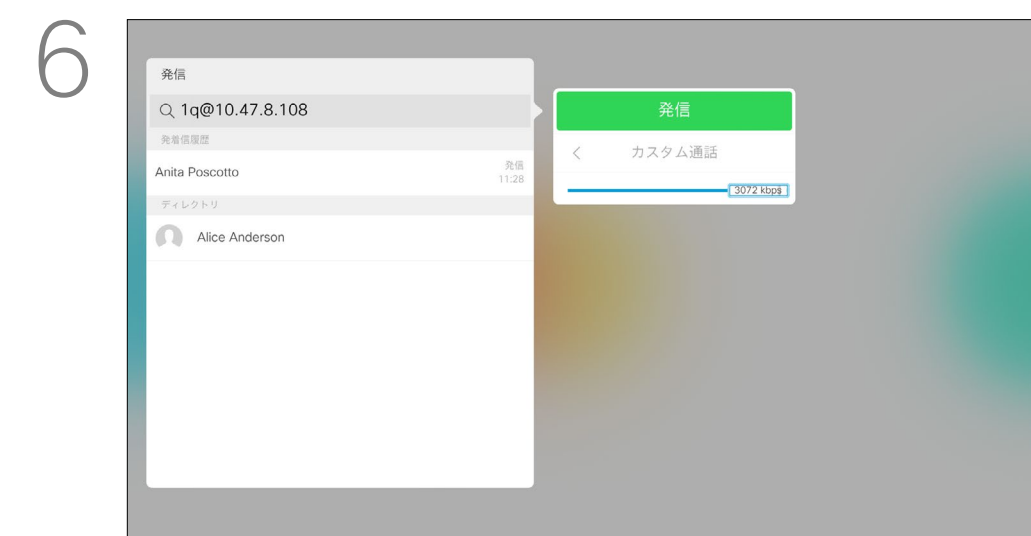 6
発信
1q@10.47.8.108
発着信履歴
Anita Poscotto
発信
11:28
ディレクトリ
Alice Anderson
発信
カスタム通話
3072 kbps